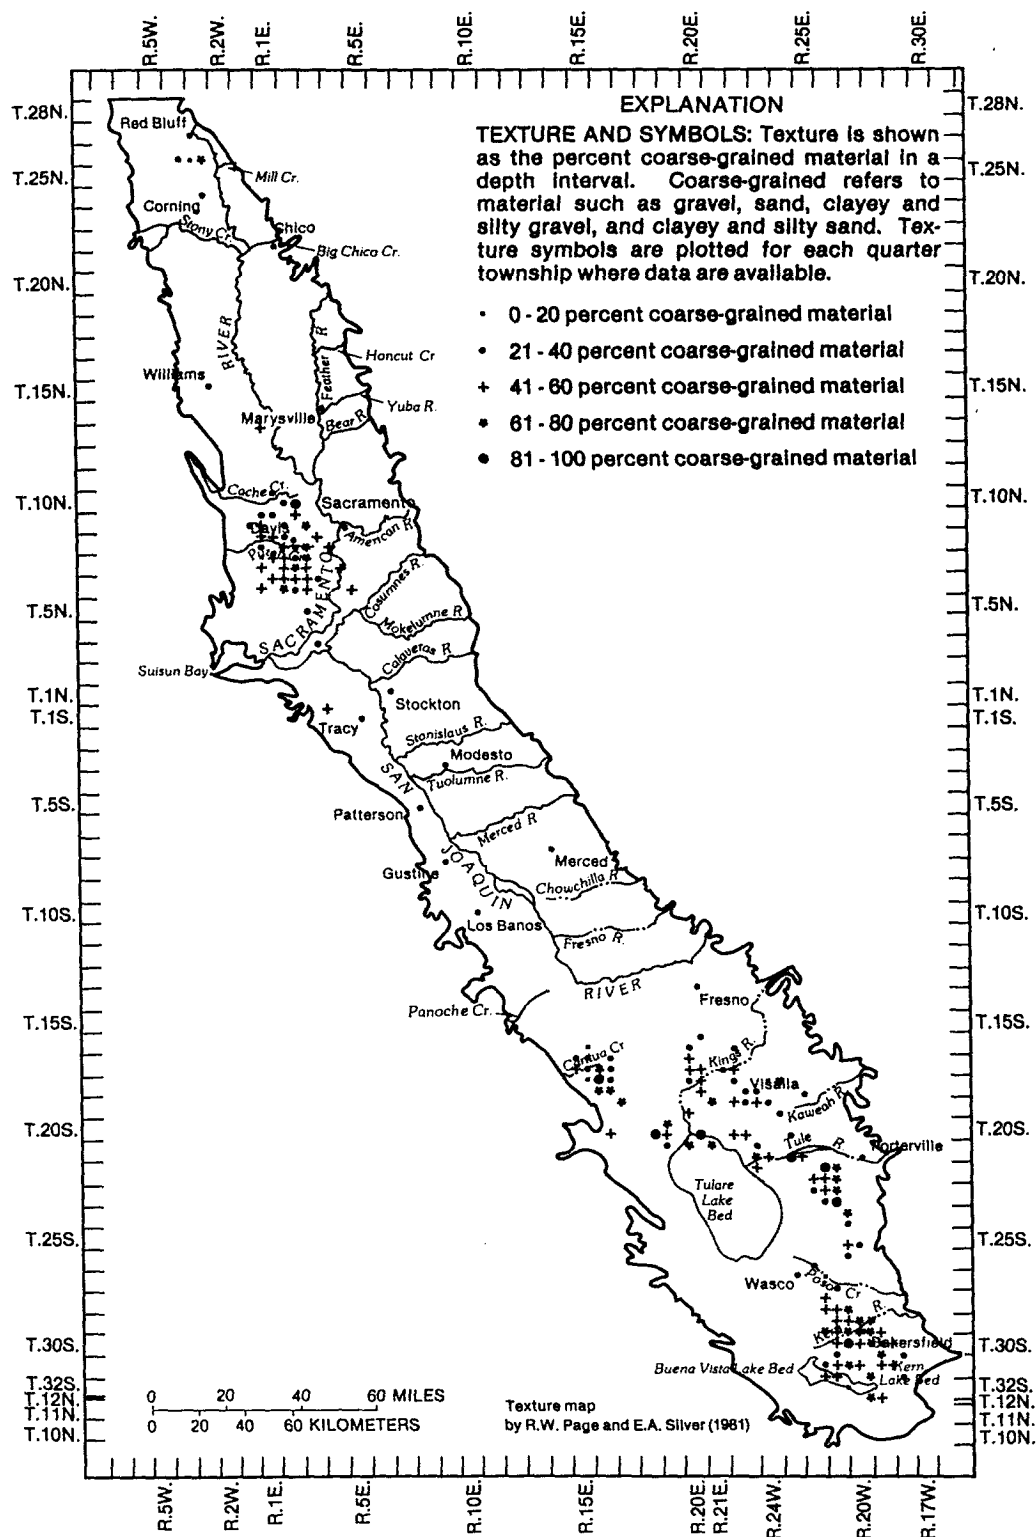 R.5W. R.2W. R.1E. R.5E. R.10E. R.15E. R.20E. R.25E. R.30E.
EXPLANATION
TEXTURE AND SYMBOLS: Texture is shown
as the percent coarse-grained material in a
depth interval. Coarse-grained refers to
material such as gravel, sand, clayey and
silty gravel, and clayey and silty sand. Tex-
ture symbols are plotted for each quarter
township where data are available.
0 - 20 percent coarse-grained material
21 - 40 percent coarse-grained material
+ 41 - 60 percent coarse-grained material
* 61 - 80 percent coarse-grained material
81 - 100 percent coarse-grained material
T.28N. T.28N.
Red Bluff
Mill Cr.
T.25N. T.25N.
Corning
Stony Cr.
Chico
Big Chico Cr.
T.20N. T.20N.
RIVER
Feather R
Honcut Cr
Williams
T.15N. T.15N.
Marysville
Yuba R.
Bear R.
Cache Cr.
T.10N. T.10N.
Sacramento
Davis
American R
SACRAMENTO
Cosumnes R.
T.5N. T.5N.
Mokelumne R
Calaveras R
Suisun Bay
T.1N. T.1N.
T.1S. T.1S.
Stockton
Tracy
Stanislaus R.
Modesto
SAN
Tuolumne R.
T.5S. T.5S.
Patterson
Merced R
JOAQUIN
Merced
Gustine
Chowchilla R
T.10S. T.10S.
Los Banos
Fresno R.
RIVER
Fresno
Panoche Cr.
T.15S. T.15S.
Cantua Cr
Kings R.
Visalia
Kaweah R
T.20S. T.20S.
Tule R
Porterville
Tulare
Lake
Bed
T.25S. T.25S.
Wasco
Poso Cr
R.
T.30S. T.30S.
Bakersfield
Buena Vista Lake Bed
Kern
Lake Bed
T.32S. T.32S.
T.12N. T.12N.
T.11N. T.11N.
T.10N. T.10N.
0 20 40 60 MILES
0 20 40 60 KILOMETERS
Texture map
by R.W. Page and E.A. Silver (1981)
R.5W. R.2W. R.1E. R.5E. R.10E. R.15E. R.20E. R.21E. R.24W. R.20W. R.17W.